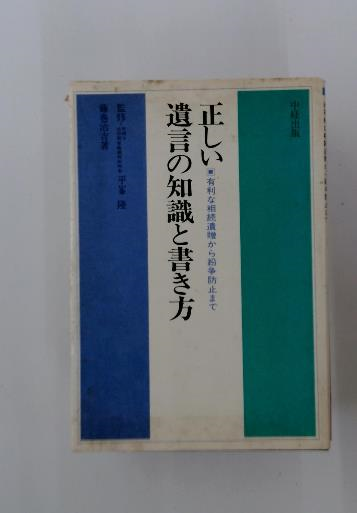 中経出版
正しい
遺言の知識と書き方
■有利な相続遺贈から紛争防止まで
監修/
平峯 隆
藤巻治吉著